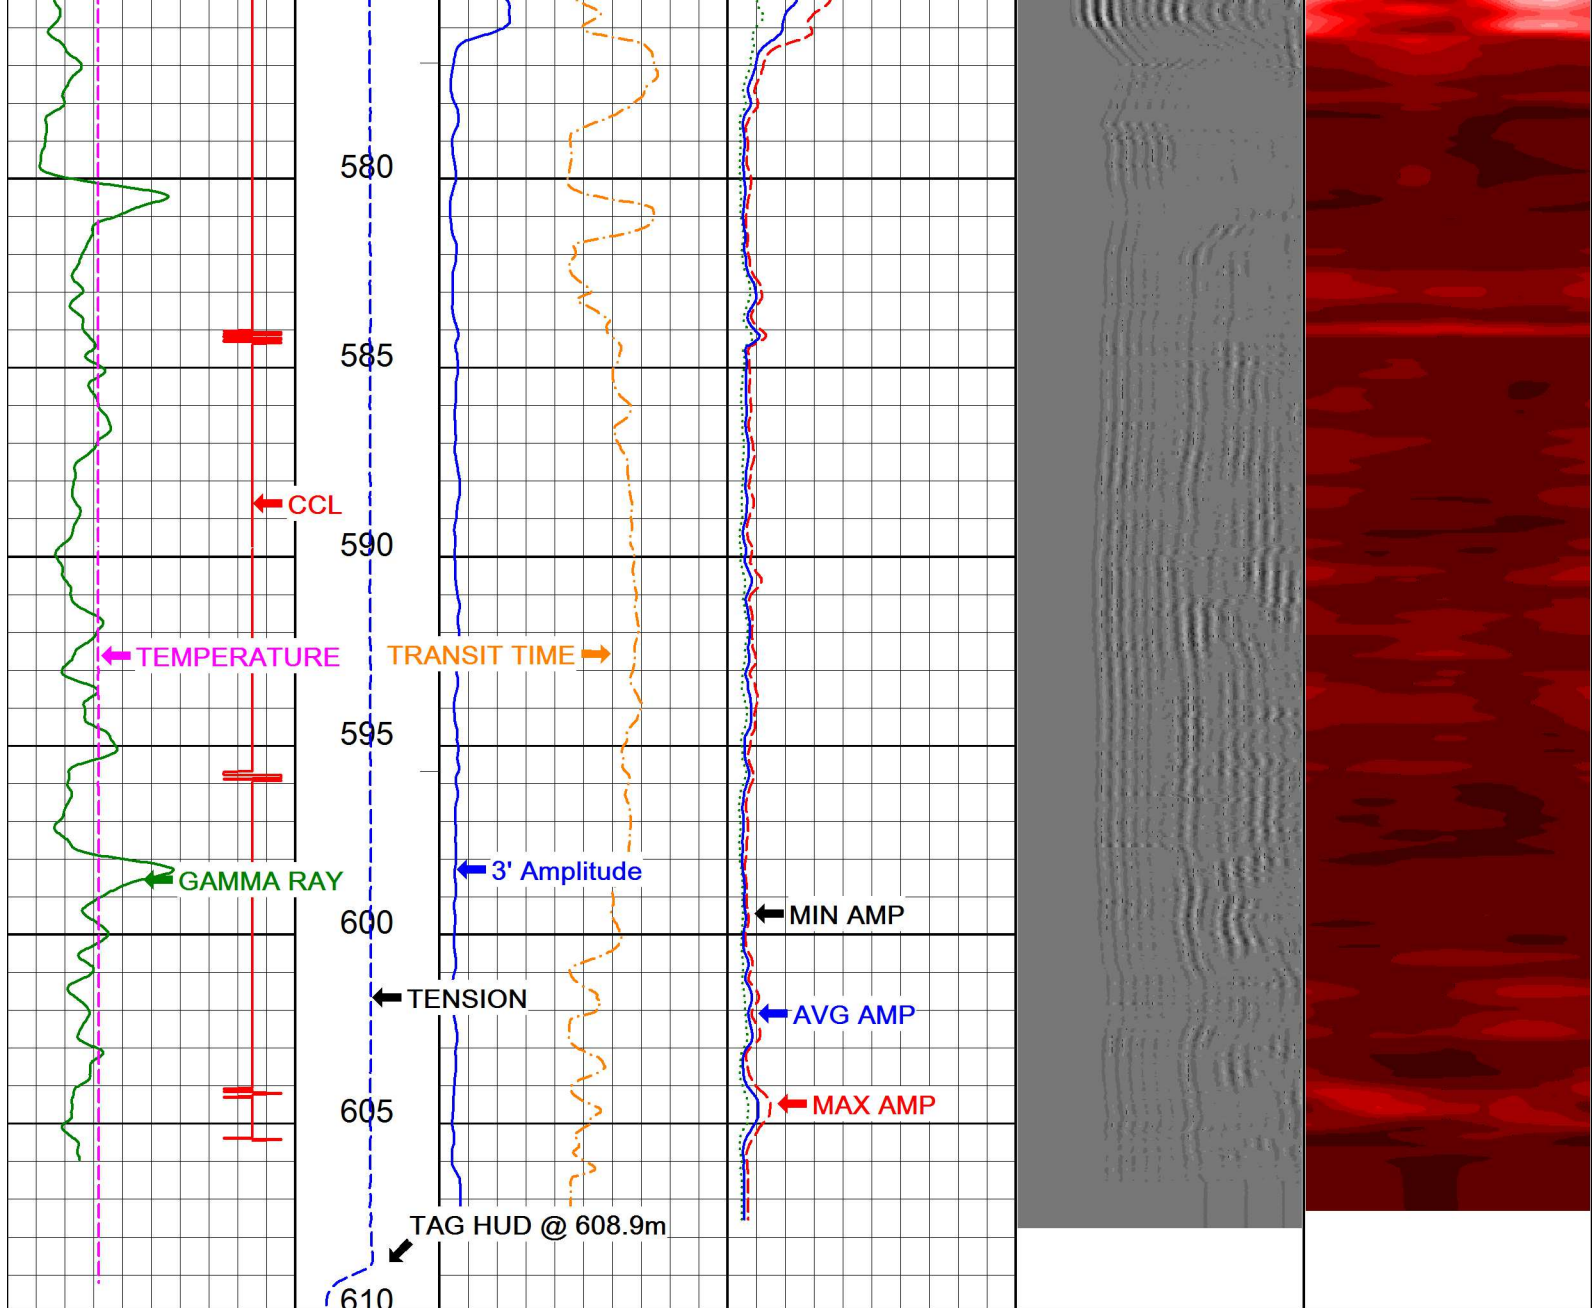 580
585
CCL
590
TEMPERATURE
TRANSIT TIME
595
3' Amplitude
GAMMA RAY
MIN AMP
600
TENSION
AVG AMP
MAX AMP
605
TAG HUD @ 608.9m
610